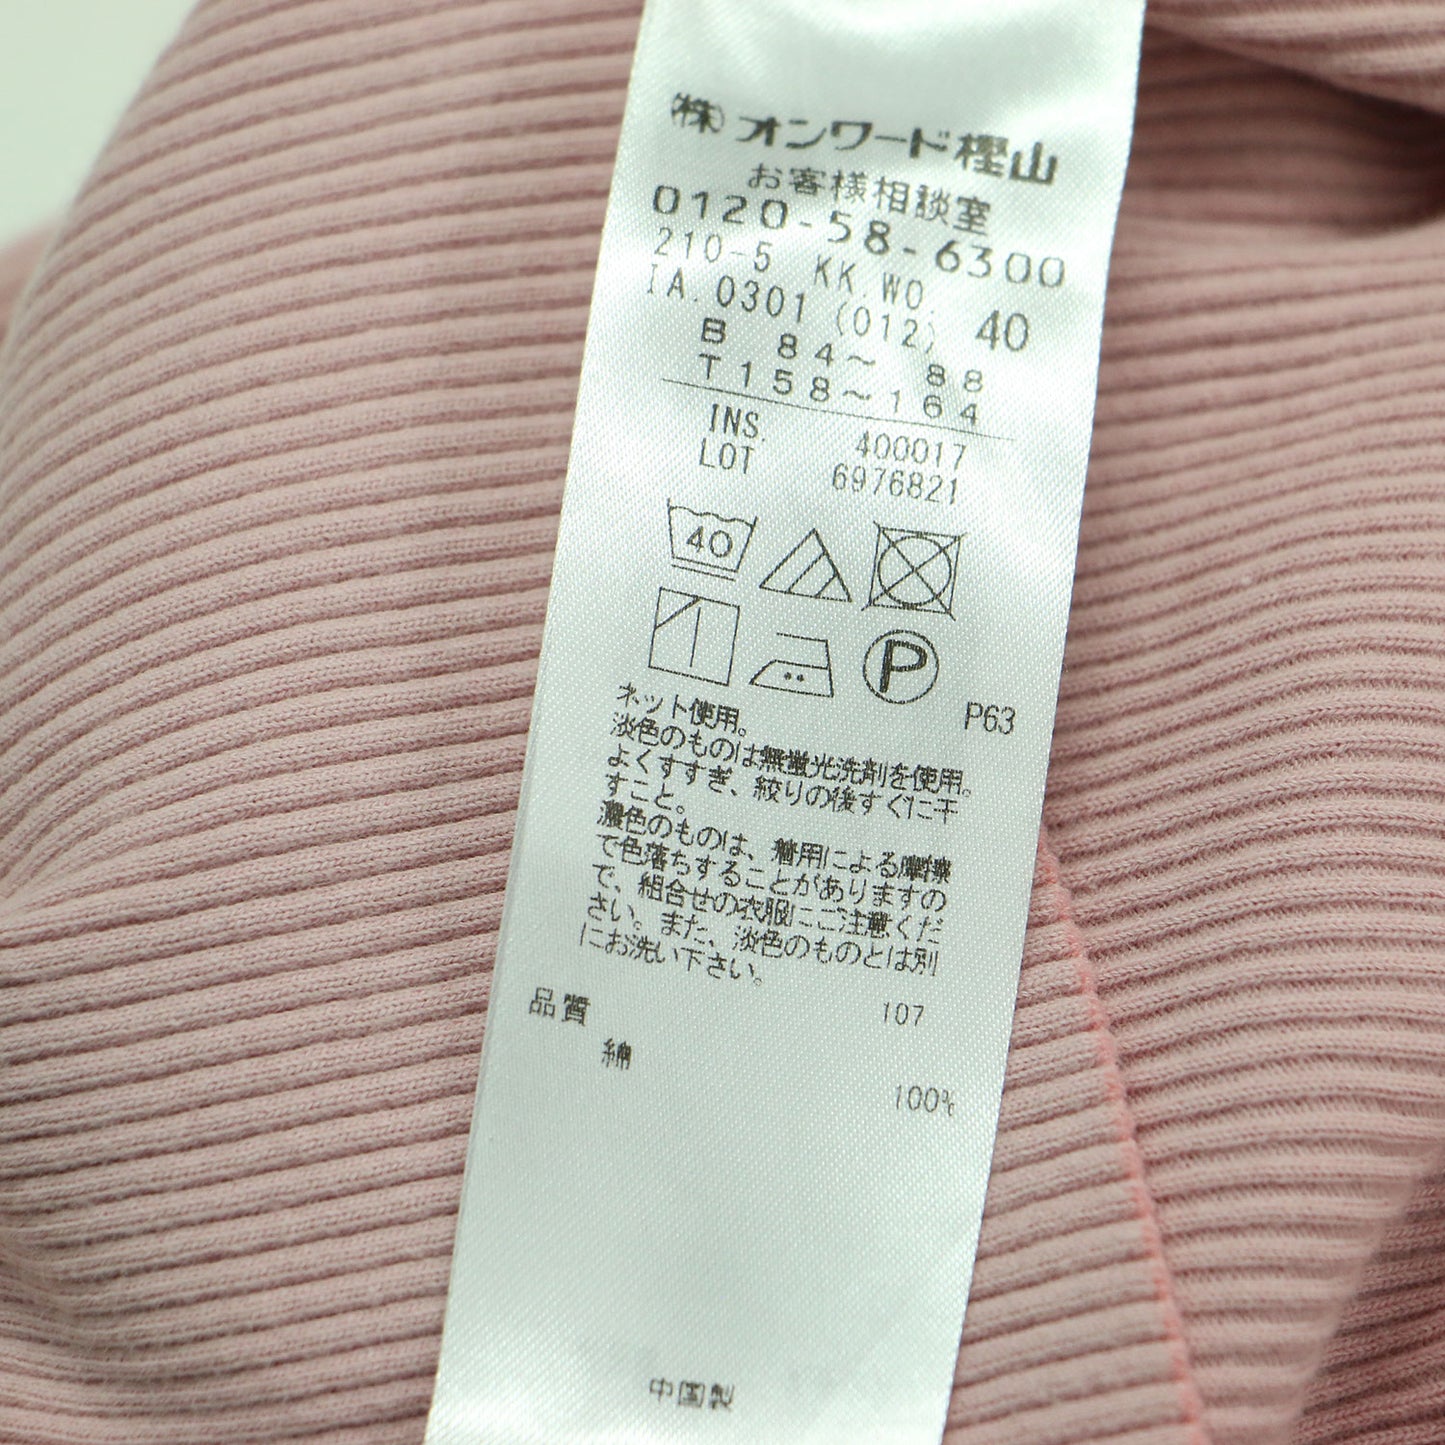 ㈱オンワード樫山
お客様相談室
0120-58-6300
210-5 KK.WO.
IA.0301 (012) 40
B 84～ 88
T158～164
INS. 400017
LOT 6976821
40
P
P63
ネット使用。
淡色のものは無蛍光洗剤を使用。
よくすすぎ、絞りの後すぐに干
すこと。
濃色のものは、着用による摩擦
で色落ちすることがありますの
で、組合せの衣服にご注意くだ
さい。また、淡色のものとは別
にお洗い下さい。
品質 107
綿
100%
中国製